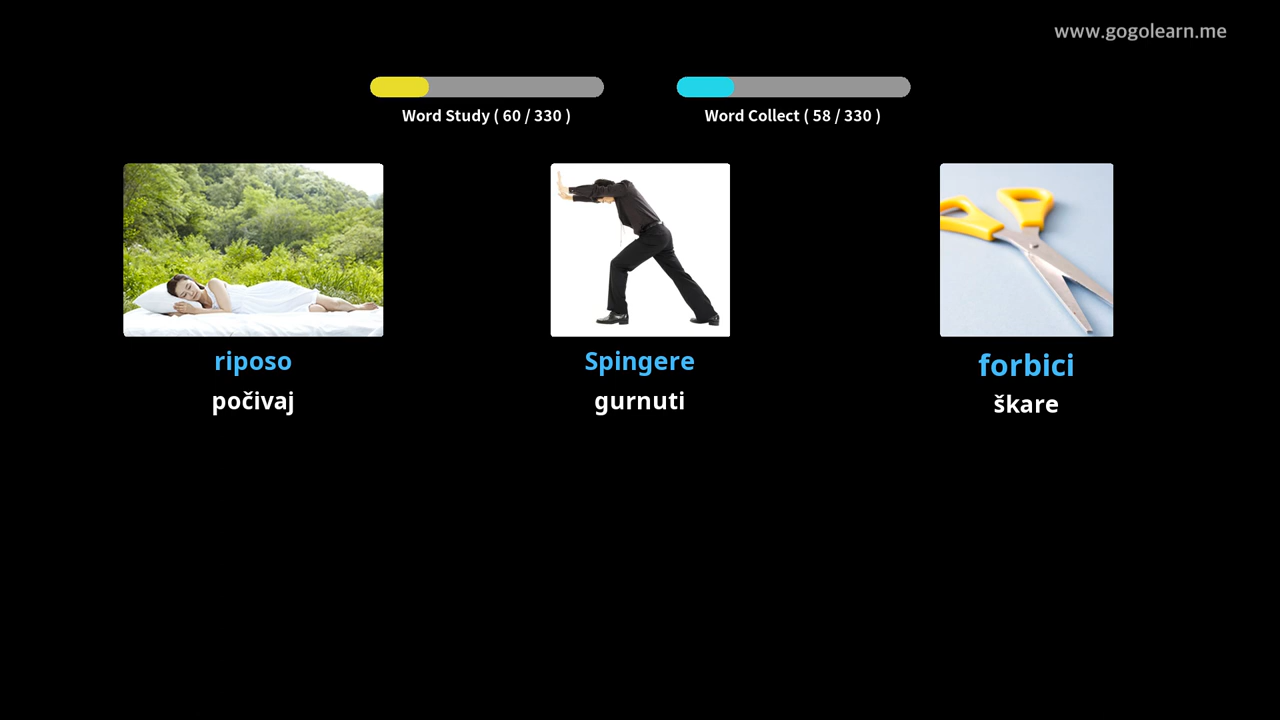 www.gogolearn.me
Word Study ( 60 / 330 )
Word Collect ( 58 / 330 )
riposo
počivaj
Spingere
gurnuti
forbici
škare